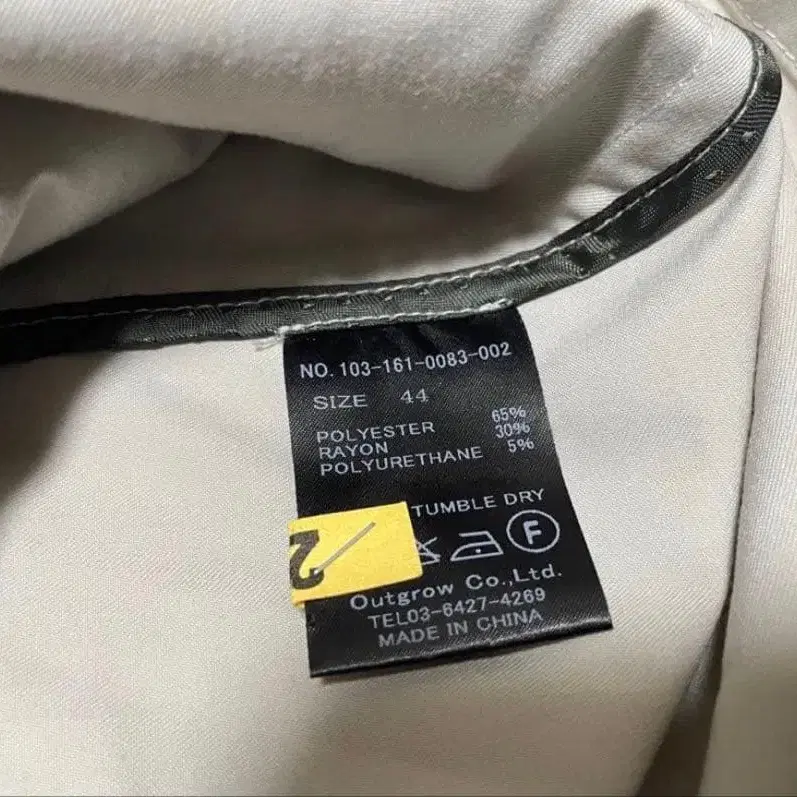 NO. 103-161-0083-002
SIZE 44
POLYESTER 65%
RAYON 30%
POLYURETHANE 5%
TUMBLE DRY
F
Outgrow Co.,Ltd.
TEL03-6427-4269
MADE IN CHINA
2